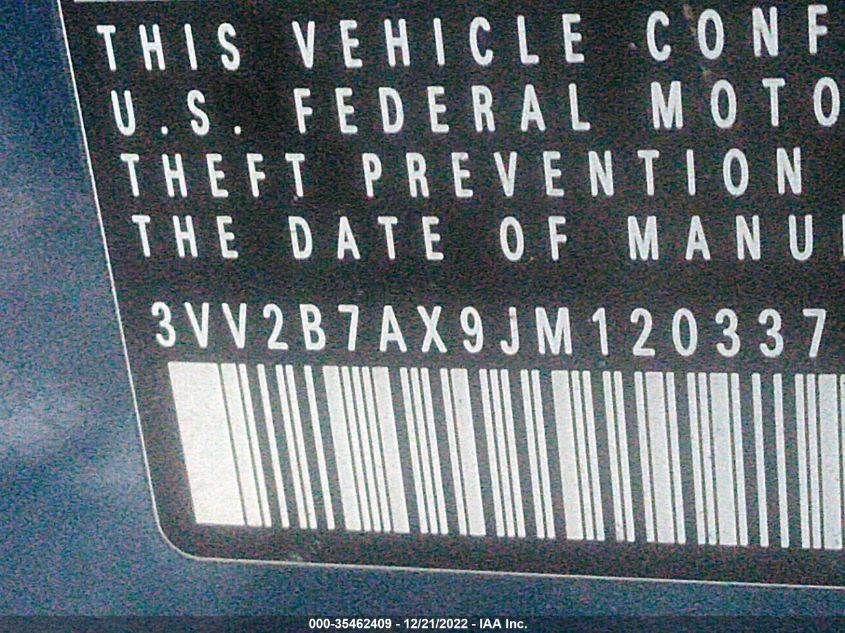 THIS VEHICLE CONF
U.S. FEDERAL MOTO
THEFT PREVENTION
THE DATE OF MANU
3VV2B7AX9JM120337
000-35462409 - 12/21/2022 - IAA Inc.